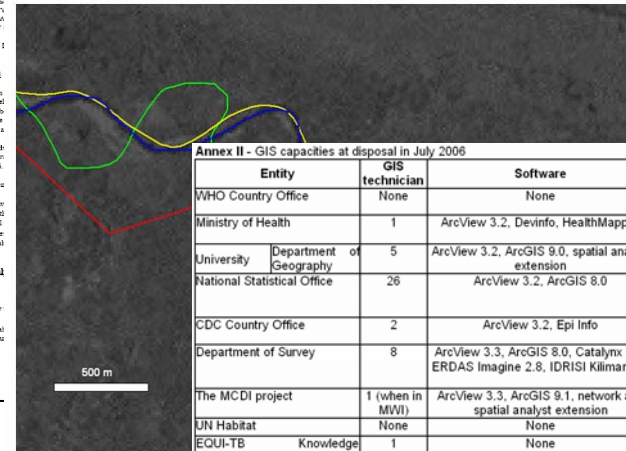 500 m
Annex II - GIS capacities at disposal in July 2006
Entity GIS technician Software
WHO Country Office None None
Ministry of Health 1 ArcView 3.2, Devinfo, HealthMapp
University Department of Geography 5 ArcView 3.2, ArcGIS 9.0, spatial ana
extension
National Statistical Office 26 ArcView 3.2, ArcGIS 8.0
CDC Country Office 2 ArcView 3.2, Epi Info
Department of Survey 8 ArcView 3.3, ArcGIS 8.0, Catalynx
ERDAS Imagine 2.8, IDRISI Kilimar
The MCDI project 1 (when in MWI) ArcView 3.3, ArcGIS 9.1, network a
spatial analyst extension
UN Habitat None None
EQUI-TB Knowledge 1 None